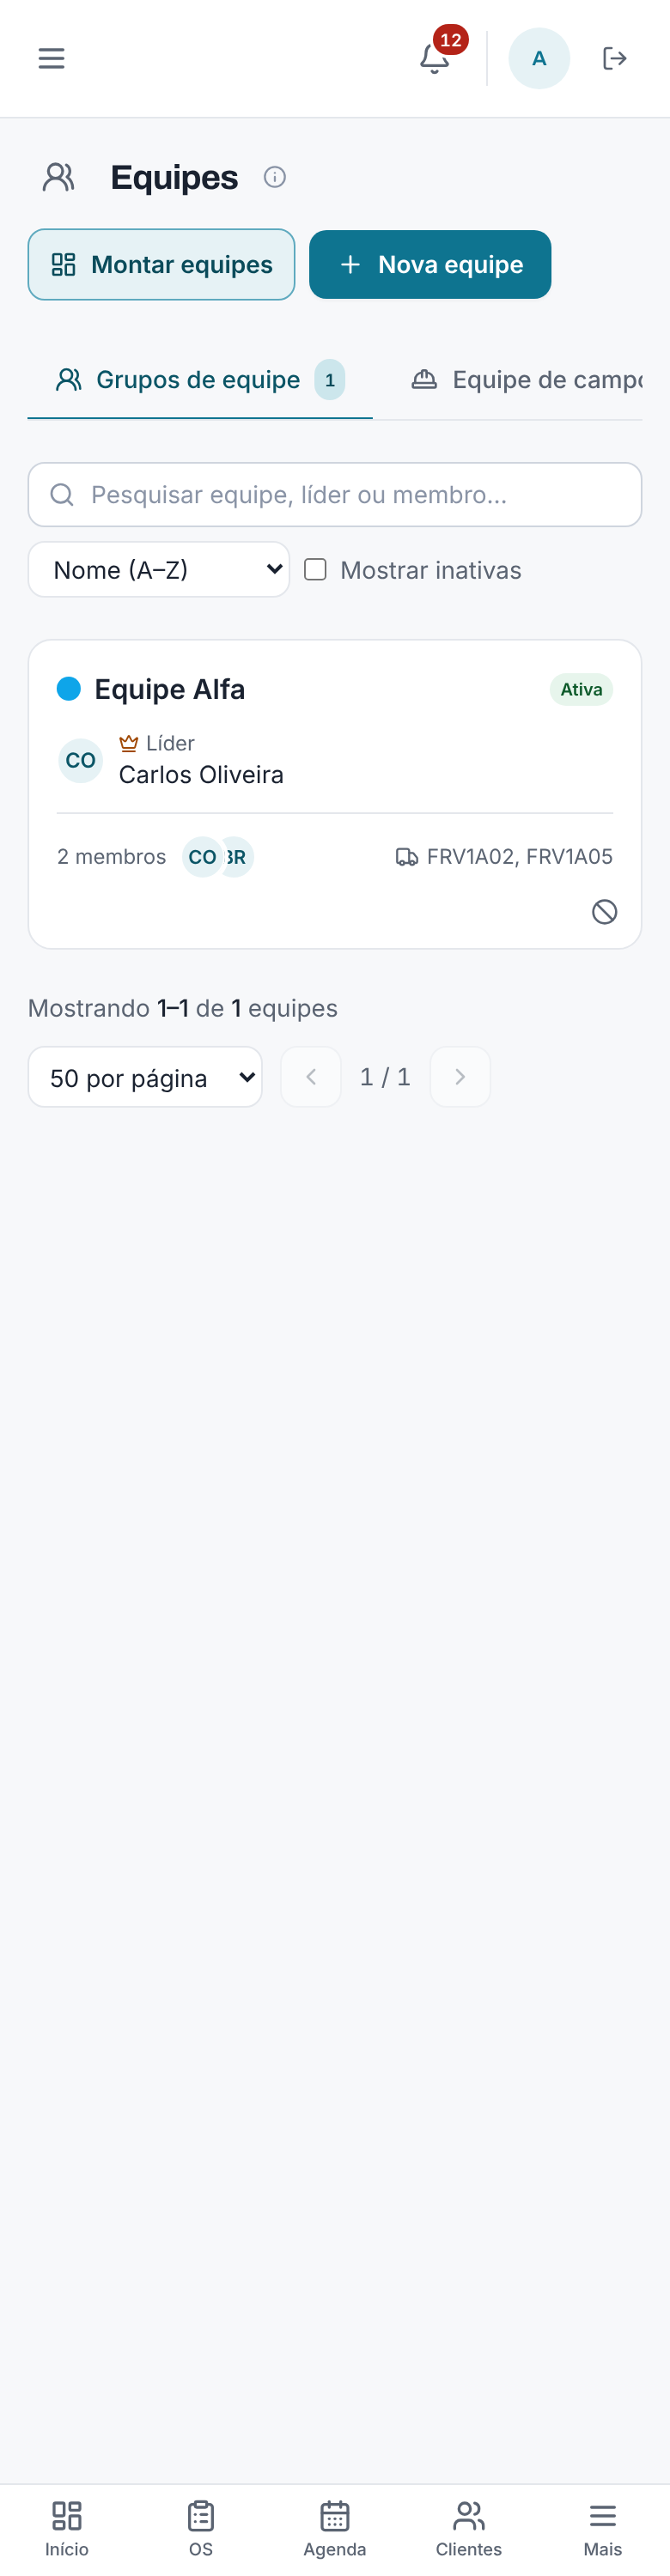 12
A
Equipes
Montar equipes
Nova equipe
Grupos de equipe 1
Equipe de campo
Pesquisar equipe, líder ou membro...
Nome (A–Z)
Mostrar inativas
Equipe Alfa
Ativa
CO
Líder
Carlos Oliveira
2 membros
CO
BR
FRV1A02, FRV1A05
Mostrando 1–1 de 1 equipes
50 por página
1 / 1
Início
OS
Agenda
Clientes
Mais